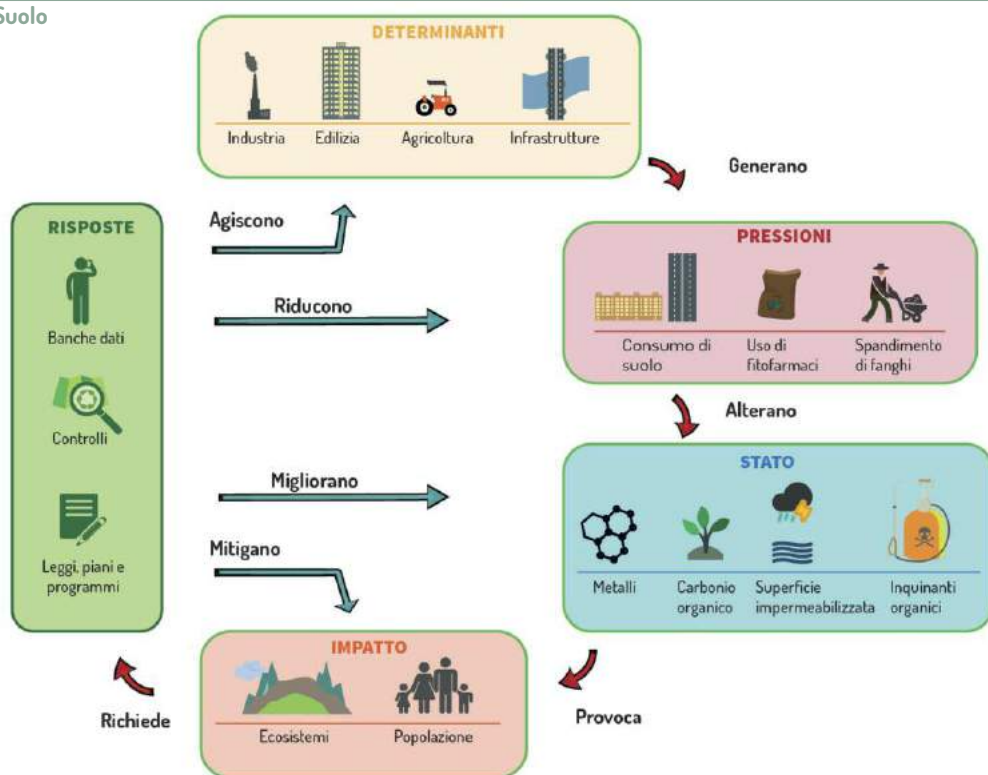 Suolo
DETERMINANTI
Industria
Edilizia
Agricoltura
Infrastrutture
Generano
RISPOSTE
Banche dati
Controlli
Leggi, piani e
programmi
Agiscono
Riducono
Migliorano
Mitigano
PRESSIONI
Consumo di
suolo
Uso di
fitofarmaci
Spandimento
di fanghi
Alterano
STATO
Metalli
Carbonio
organico
Superficie
impermeabilizzata
Inquinanti
organici
Provoca
IMPATTO
Ecosistemi
Popolazione
Richiede